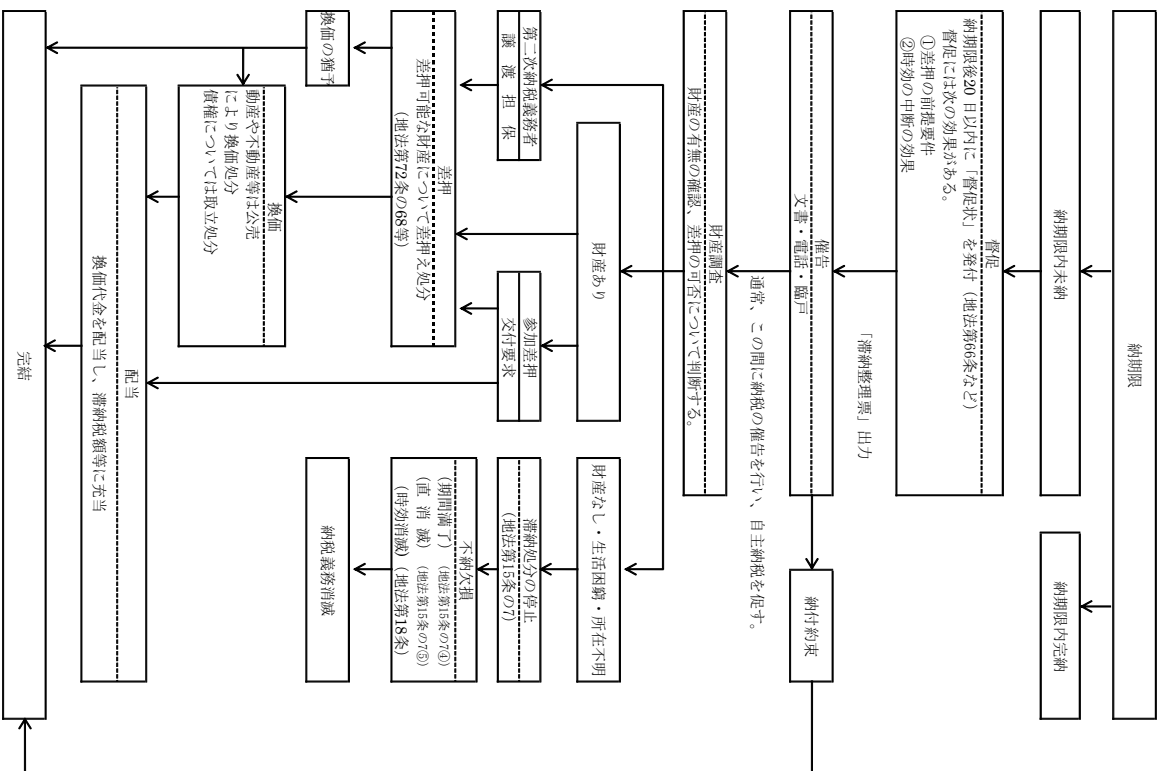 納期限
納期限内未納
納期限内完納
督促
納期限後20日以内に「督促状」を発付(地法第66条など)
督促には次の効果がある。
①差押の前提要件
②時効の中断の効果
「滞納整理票」出力
催告
文書・電話・臨戸
納付約束
通常、この間に納税の催告を行い、自主納税を促す。
財産調査
財産の有無の確認、差押の可否について判断する。
財産あり
財産なし・生活困窮・所在不明
第二次納税義務者
譲渡担保
参加差押
交付要求
滞納処分の停止
(地法第15条の7)
差押
差押可能な財産について差押え処分
(地法第72条の68等)
不納欠損
(期間満了)(地法第15条の7④)
(直消滅)(地法第15条の7⑤)
(時効消滅)(地法第18条)
換価の猶予
納税義務消滅
換価
動産や不動産等は公売
により換価処分
債権については取立処分
配当
換価代金を配当し、滞納税額等に充当
完結